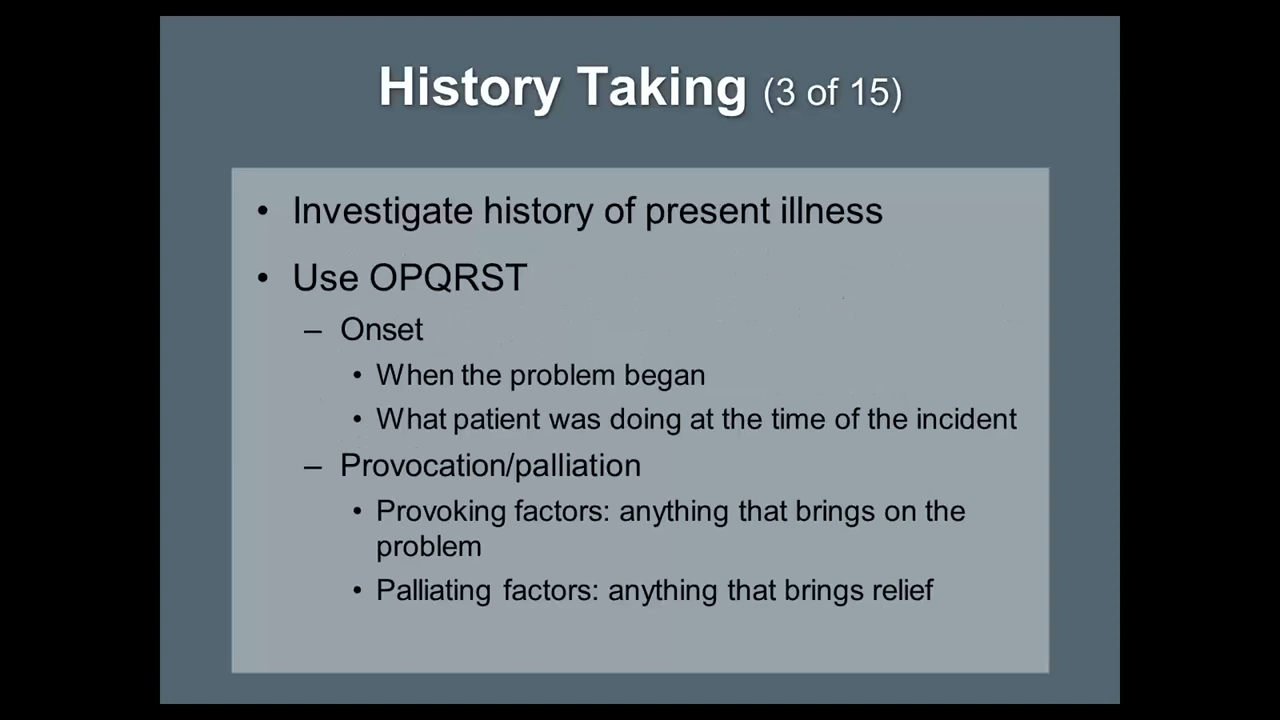 History Taking (3 of 15)
• Investigate history of present illness
• Use OPQRST
– Onset
• When the problem began
• What patient was doing at the time of the incident
– Provocation/palliation
• Provoking factors: anything that brings on the
problem
• Palliating factors: anything that brings relief